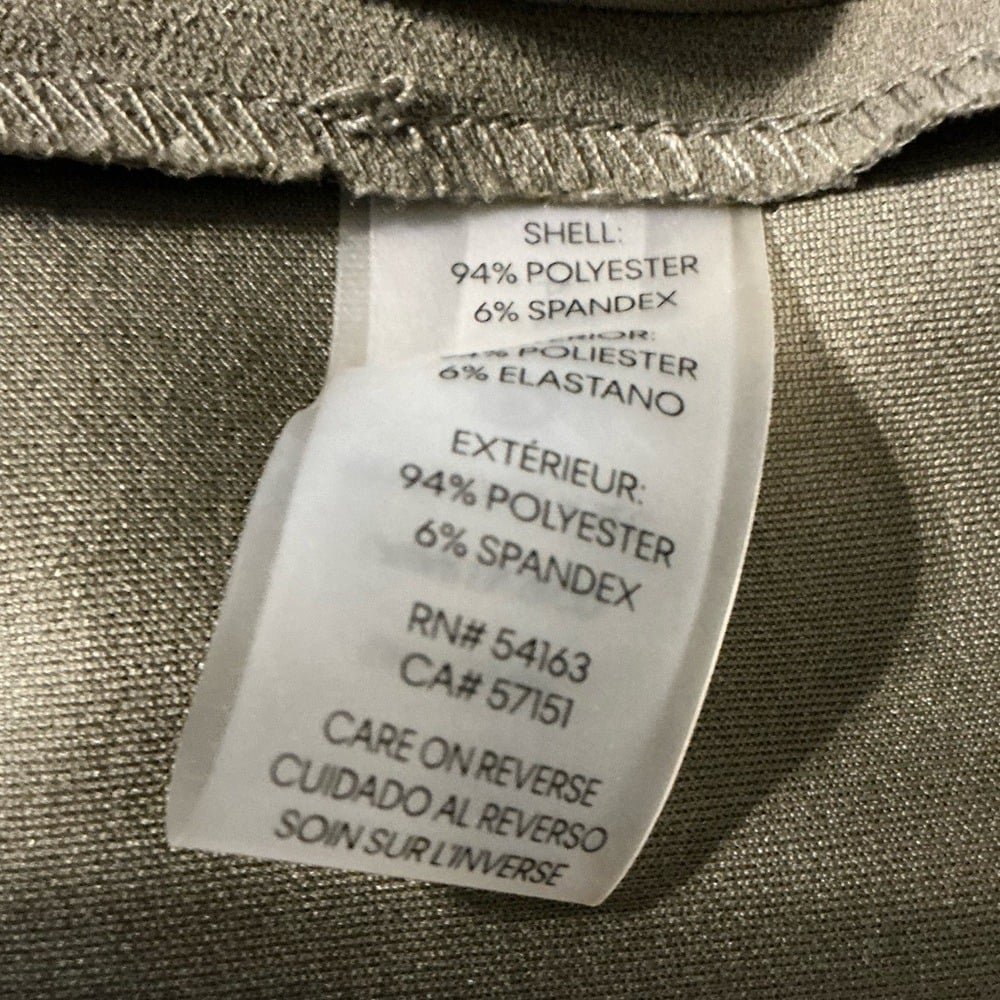 SHELL:
94% POLYESTER
6% SPANDEX
POLIESTER
6% ELASTANO
EXTÉRIEUR:
94% POLYESTER
6% SPANDEX
RN# 54163
CA# 57151
CARE ON REVERSE
CUIDADO AL REVERSO
SOIN SUR L'INVERSE